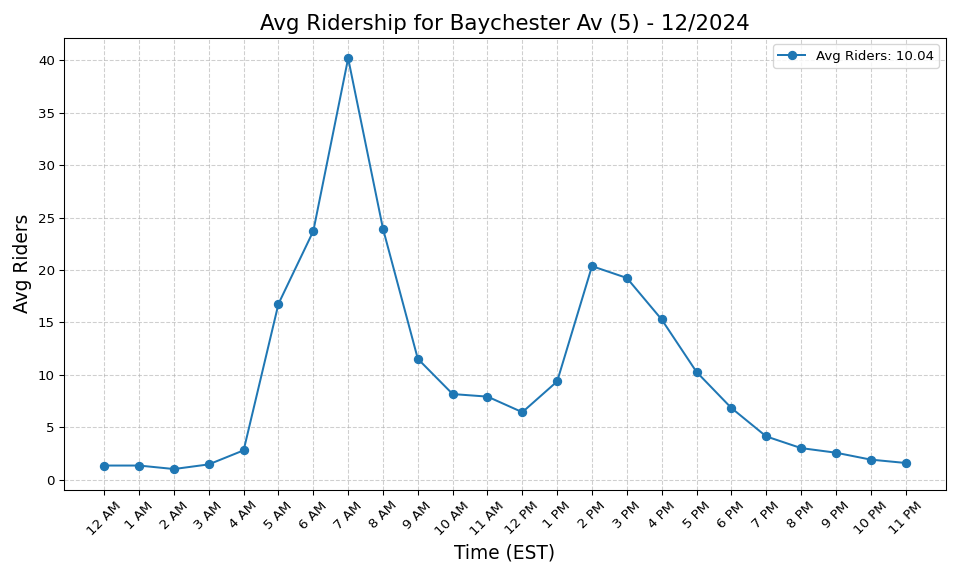 Avg Ridership for Baychester Av (5) - 12/2024
Avg Riders: 10.04
Avg Riders
40
35
30
25
20
15
10
5
0
12 AM
1 AM
2 AM
3 AM
4 AM
5 AM
6 AM
7 AM
8 AM
9 AM
10 AM
11 AM
12 PM
1 PM
2 PM
3 PM
4 PM
5 PM
6 PM
7 PM
8 PM
9 PM
10 PM
11 PM
Time (EST)